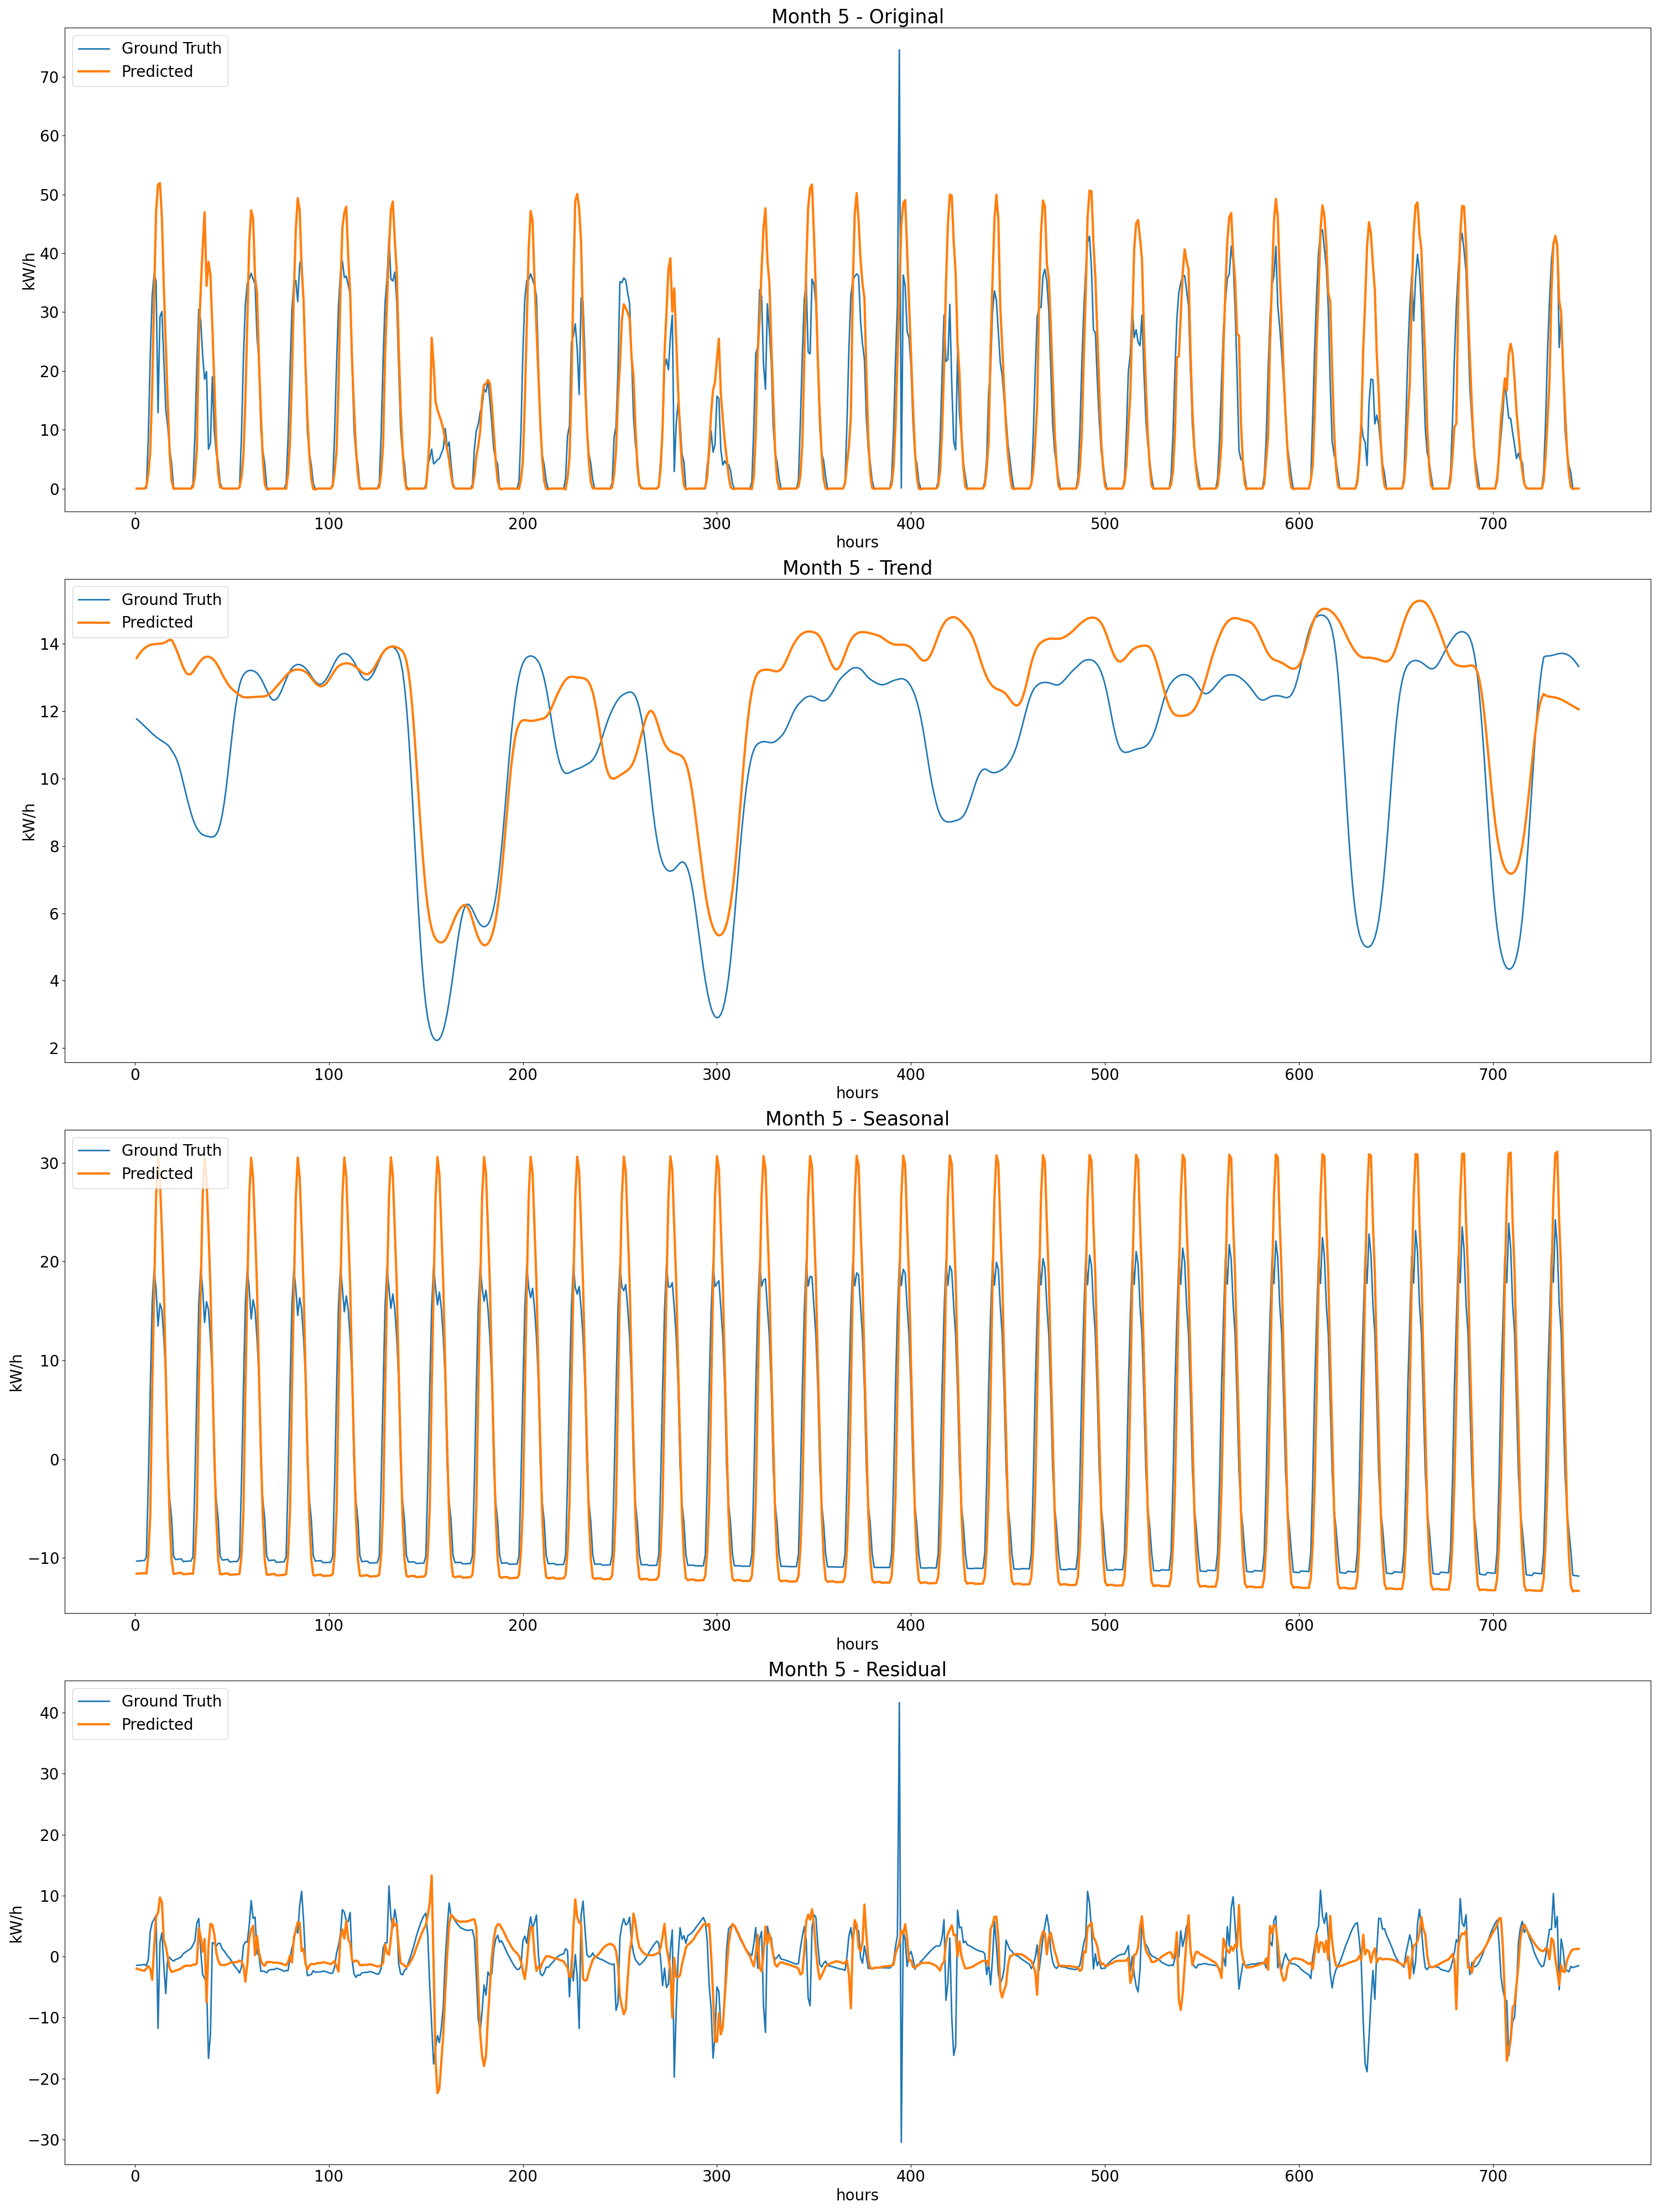 Month 5 - Original
Ground Truth
Predicted
kW/h
70
60
50
40
30
20
10
0
0 100 200 300 400 500 600 700
hours
Month 5 - Trend
Ground Truth
Predicted
kW/h
14
12
10
8
6
4
2
0 100 200 300 400 500 600 700
hours
Month 5 - Seasonal
Ground Truth
Predicted
kW/h
30
20
10
0
−10
0 100 200 300 400 500 600 700
hours
Month 5 - Residual
Ground Truth
Predicted
kW/h
40
30
20
10
0
−10
−20
−30
0 100 200 300 400 500 600 700
hours